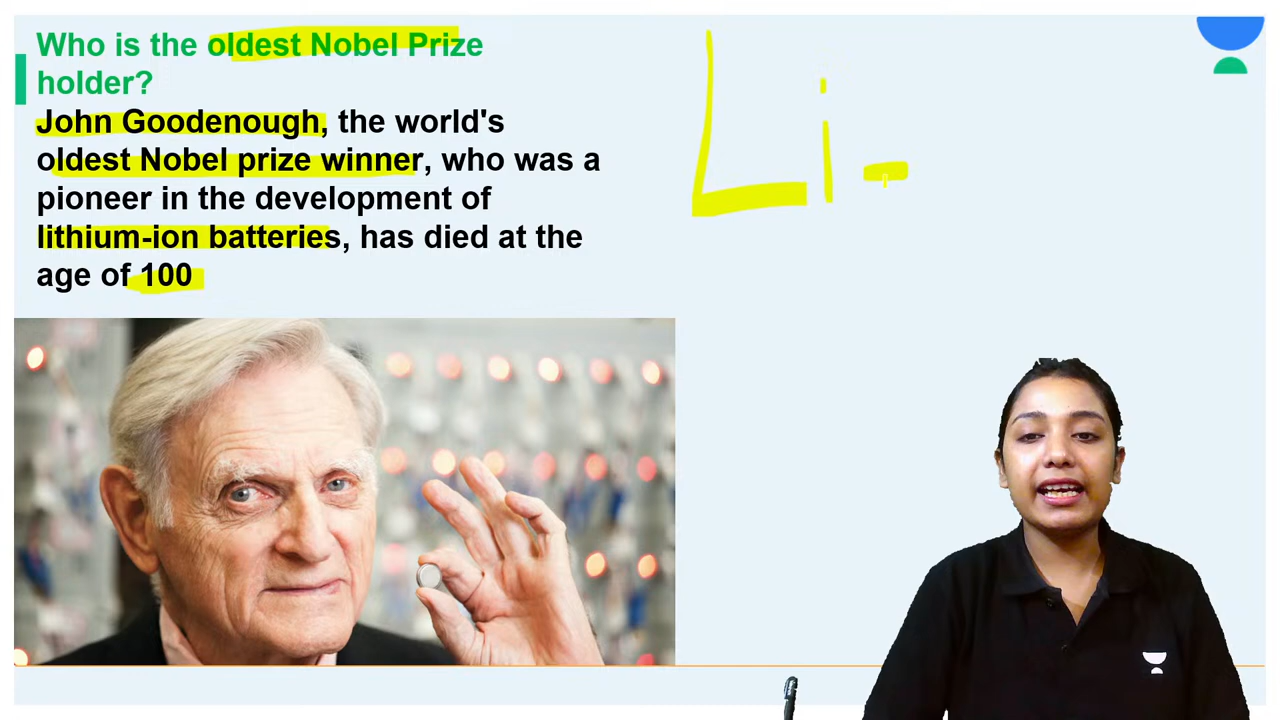 Who is the oldest Nobel Prize
holder?
John Goodenough, the world's
oldest Nobel prize winner, who was a
pioneer in the development of
lithium-ion batteries, has died at the
age of 100
Li-